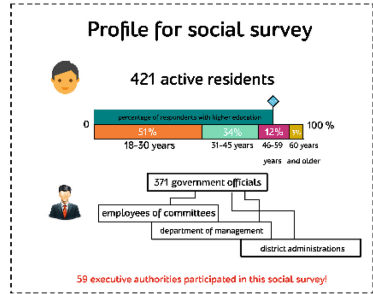 Profile for social survey
421 active residents
percentage of respondents with higher education
0
100 %
51%
34%
12%
3%
18-30 years
31-45 years
46-59
years
60 years
and older
371 government officials
employees of committees
department of management
district administrations
59 executive authorities participated in this social survey!